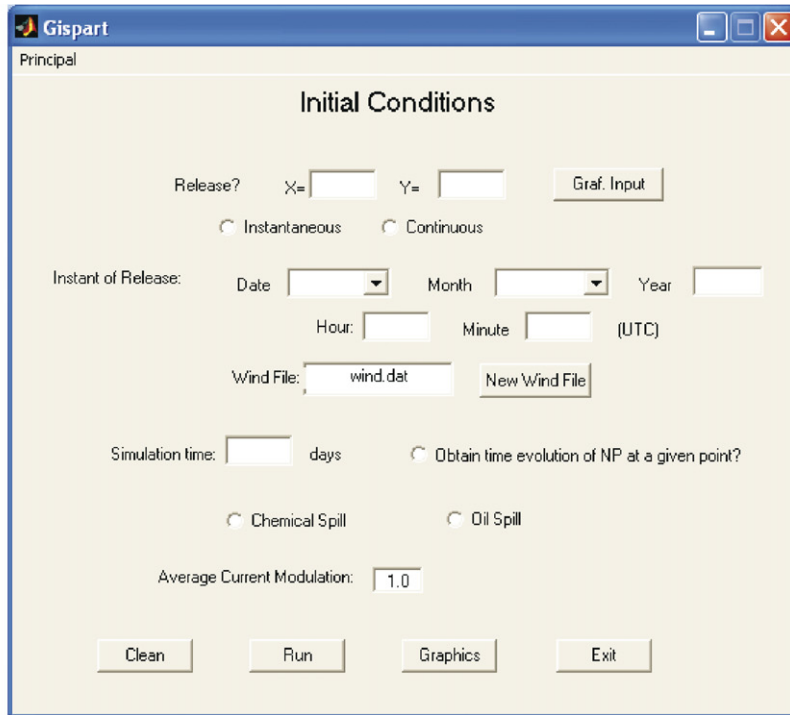 Gispart
Principal
Initial Conditions
Release? X= Y= Graf. Input
Instantaneous Continuous
Instant of Release: Date Month Year
Hour: Minute (UTC)
Wind File: wind.dat New Wind File
Simulation time: days Obtain time evolution of NP at a given point?
Chemical Spill Oil Spill
Average Current Modulation: 1.0
Clean Run Graphics Exit